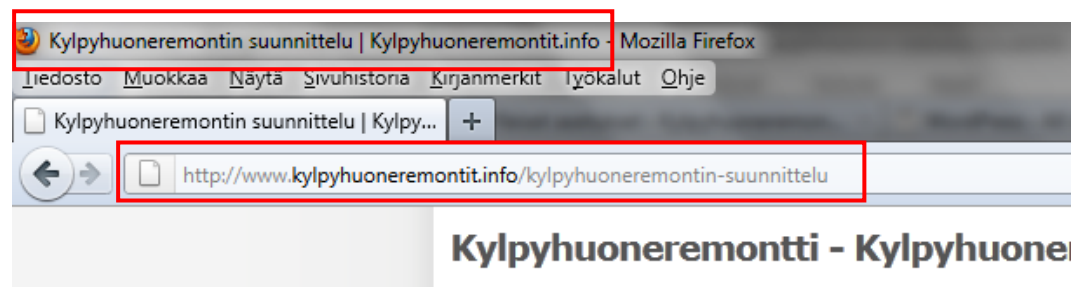 Kylpyhuoneremontin suunnittelu | Kylpyhuoneremontit.info - Mozilla Firefox
Tiedosto Muokkaa Näytä Sivuhistoria Kirjanmerkit Työkalut Ohje
Kylpyhuoneremontin suunnittelu | Kylpy... +
http://www.kylpyhuoneremontit.info/kylpyhuoneremontin-suunnittelu
Kylpyhuoneremontti - Kylpyhuone